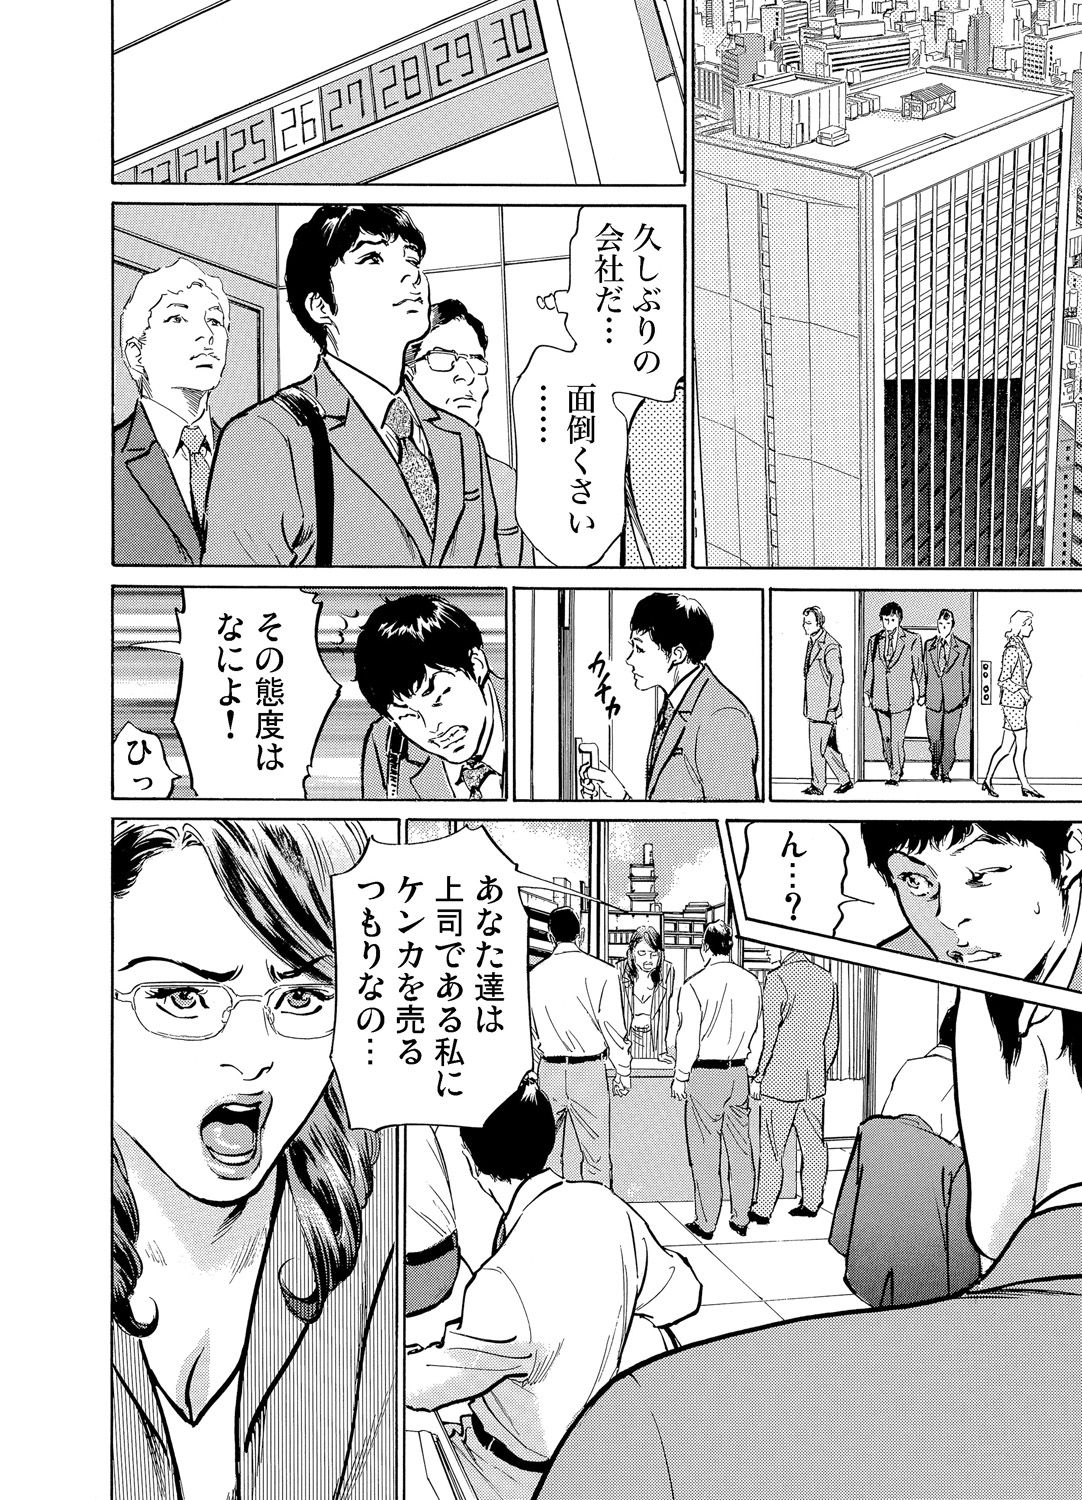 23 24 25 26 27 28 29 30
久しぶりの
会社だ…
面倒くさい
……
カチャ
その態度は
なによ！
ひっ
ん…？
あなた達は
上司である私に
ケンカを売る
つもりなの…